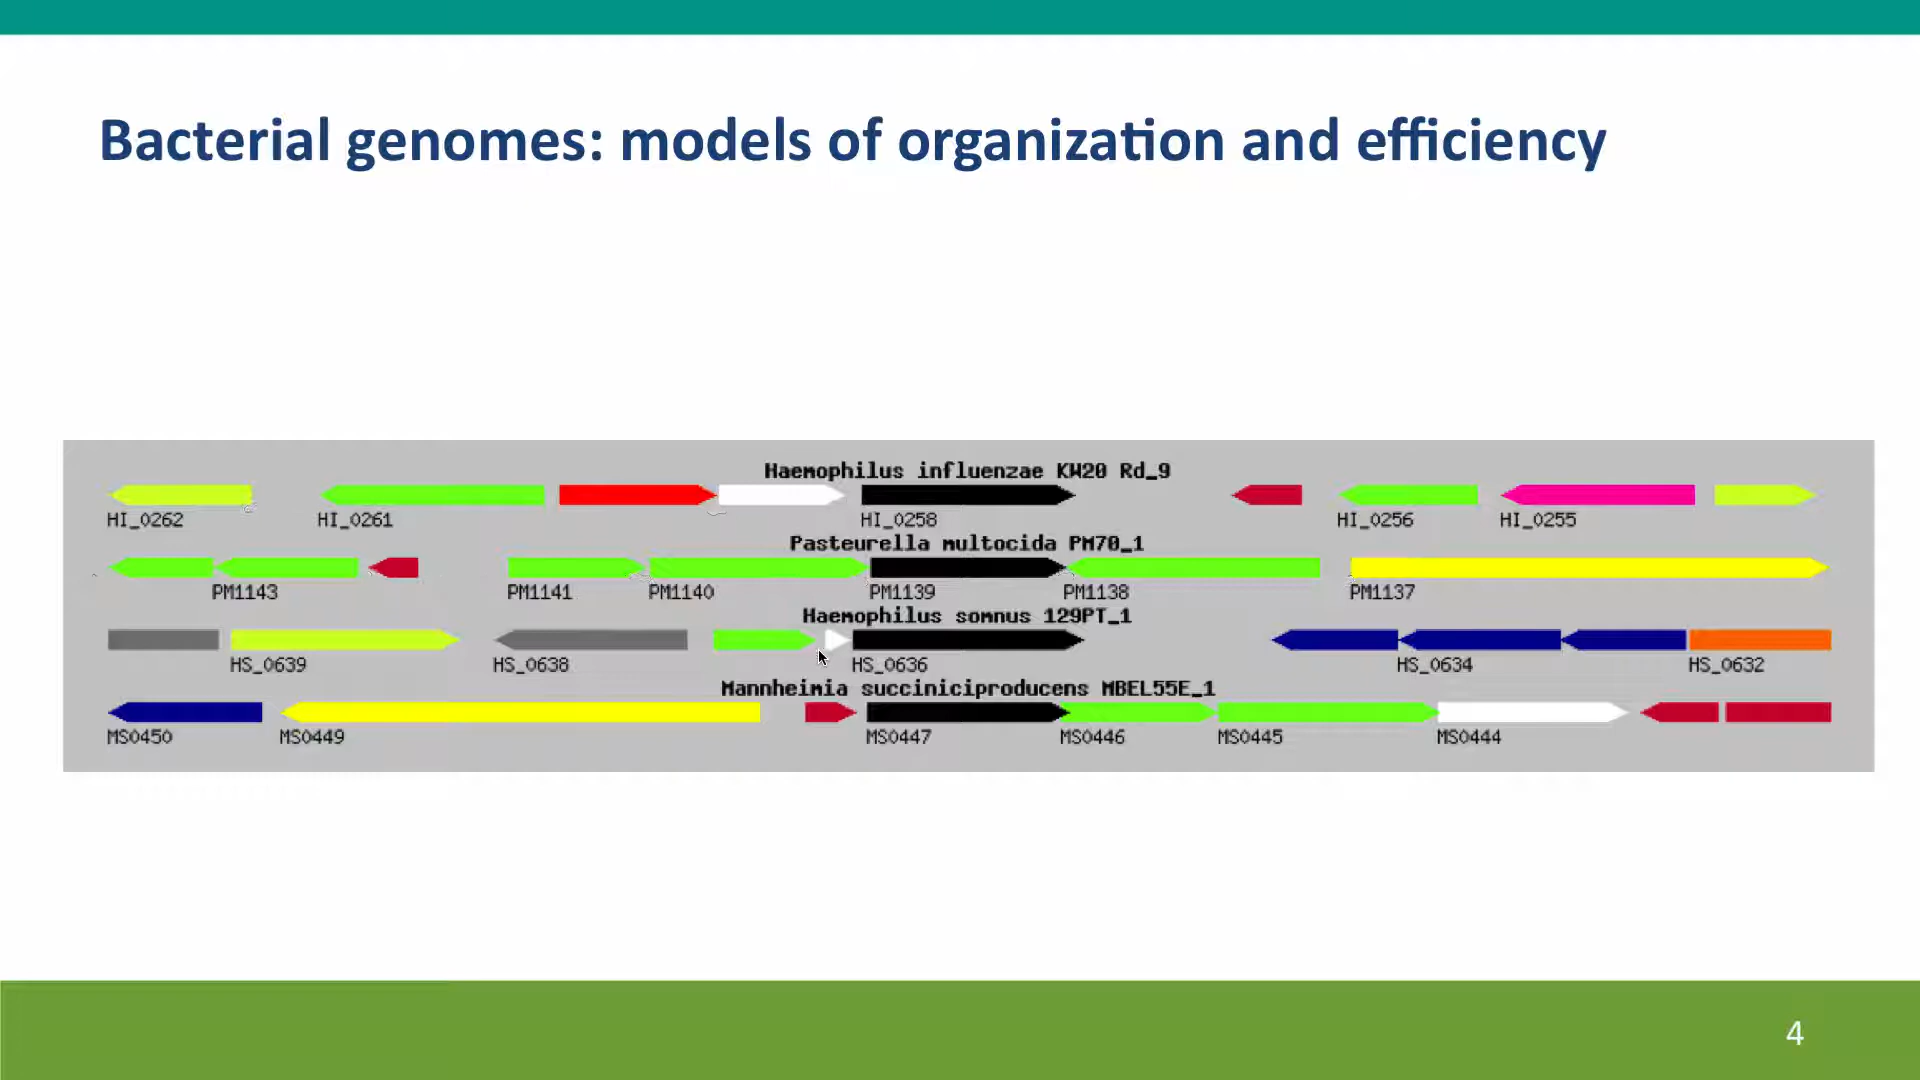 Bacterial genomes: models of organization and efficiency
Haemophilus influenzae KW20 Rd_9
HI_0262 HI_0261 HI_0258 HI_0256 HI_0255
Pasteurella multocida PM70_1
PM1143 PM1141 PM1140 PM1139 PM1138 PM1137
Haemophilus somnus 129PT_1
HS_0639 HS_0638 HS_0636 HS_0634 HS_0632
Mannheimia succiniciproducens MBEL55E_1
MS0450 MS0449 MS0447 MS0446 MS0445 MS0444
4